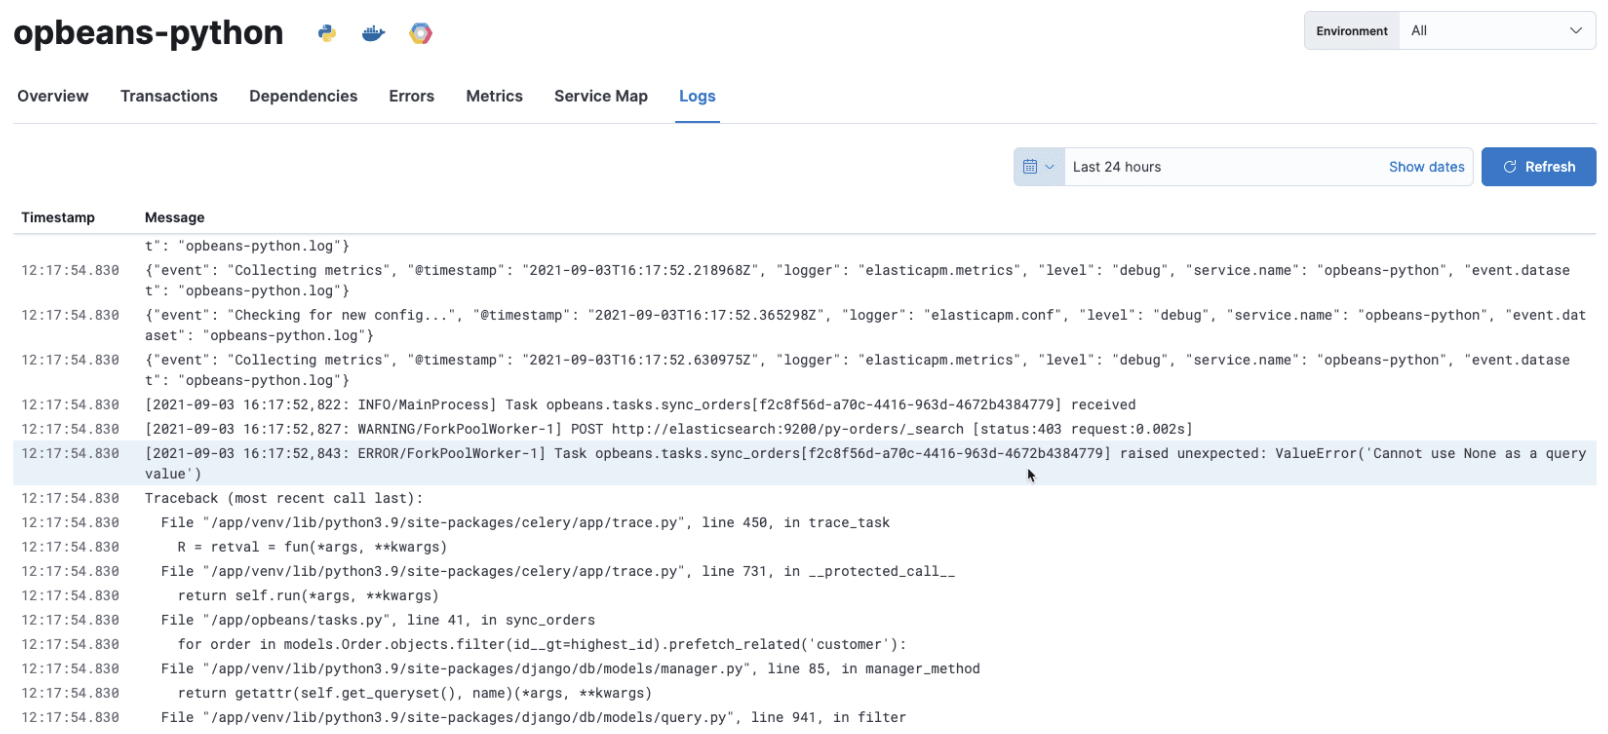 opbeans-python
Environment All
Overview Transactions Dependencies Errors Metrics Service Map Logs
Last 24 hours Show dates Refresh
Timestamp Message
t": "opbeans-python.log"}
12:17:54.830 {"event": "Collecting metrics", "@timestamp": "2021-09-03T16:17:52.218968Z", "logger": "elasticapm.metrics", "level": "debug", "service.name": "opbeans-python", "event.datase
t": "opbeans-python.log"}
12:17:54.830 {"event": "Checking for new config...", "@timestamp": "2021-09-03T16:17:52.365298Z", "logger": "elasticapm.conf", "level": "debug", "service.name": "opbeans-python", "event.dat
aset": "opbeans-python.log"}
12:17:54.830 {"event": "Collecting metrics", "@timestamp": "2021-09-03T16:17:52.630975Z", "logger": "elasticapm.metrics", "level": "debug", "service.name": "opbeans-python", "event.datase
t": "opbeans-python.log"}
12:17:54.830 [2021-09-03 16:17:52,822: INFO/MainProcess] Task opbeans.tasks.sync_orders[f2c8f56d-a70c-4416-963d-4672b4384779] received
12:17:54.830 [2021-09-03 16:17:52,827: WARNING/ForkPoolWorker-1] POST http://elasticsearch:9200/py-orders/_search [status:403 request:0.002s]
12:17:54.830 [2021-09-03 16:17:52,843: ERROR/ForkPoolWorker-1] Task opbeans.tasks.sync_orders[f2c8f56d-a70c-4416-963d-4672b4384779] raised unexpected: ValueError('Cannot use None as a query
value')
12:17:54.830 Traceback (most recent call last):
12:17:54.830 File "/app/venv/lib/python3.9/site-packages/celery/app/trace.py", line 450, in trace_task
12:17:54.830 R = retval = fun(*args, **kwargs)
12:17:54.830 File "/app/venv/lib/python3.9/site-packages/celery/app/trace.py", line 731, in __protected_call__
12:17:54.830 return self.run(*args, **kwargs)
12:17:54.830 File "/app/opbeans/tasks.py", line 41, in sync_orders
12:17:54.830 for order in models.Order.objects.filter(id__gt=highest_id).prefetch_related('customer'):
12:17:54.830 File "/app/venv/lib/python3.9/site-packages/django/db/models/manager.py", line 85, in manager_method
12:17:54.830 return getattr(self.get_queryset(), name)(*args, **kwargs)
12:17:54.830 File "/app/venv/lib/python3.9/site-packages/django/db/models/query.py", line 941, in filter